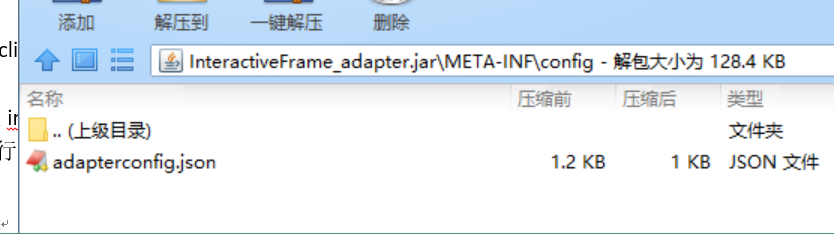 添加 解压到 一键解压 删除
cli
InteractiveFrame_adapter.jar\META-INF\config - 解包大小为 128.4 KB
名称 压缩前 压缩后 类型
in
.. (上级目录) 文件夹
行
adapterconfig.json 1.2 KB 1 KB JSON 文件